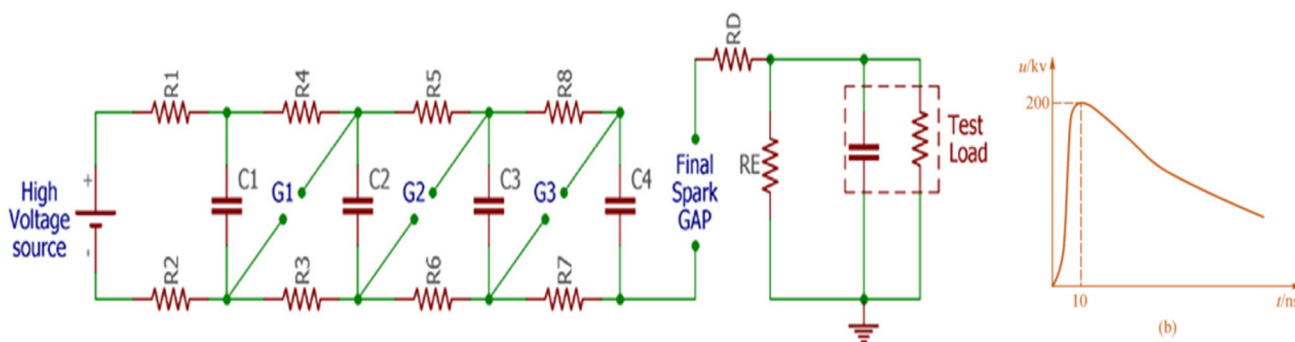 R1
R4
R5
R8
RD
High
Voltage
source
+
-
C1
G1
C2
G2
C3
G3
C4
R2
R3
R6
R7
Final
Spark
GAP
RE
Test
Load
u/kv
200
10
t/ns
(b)